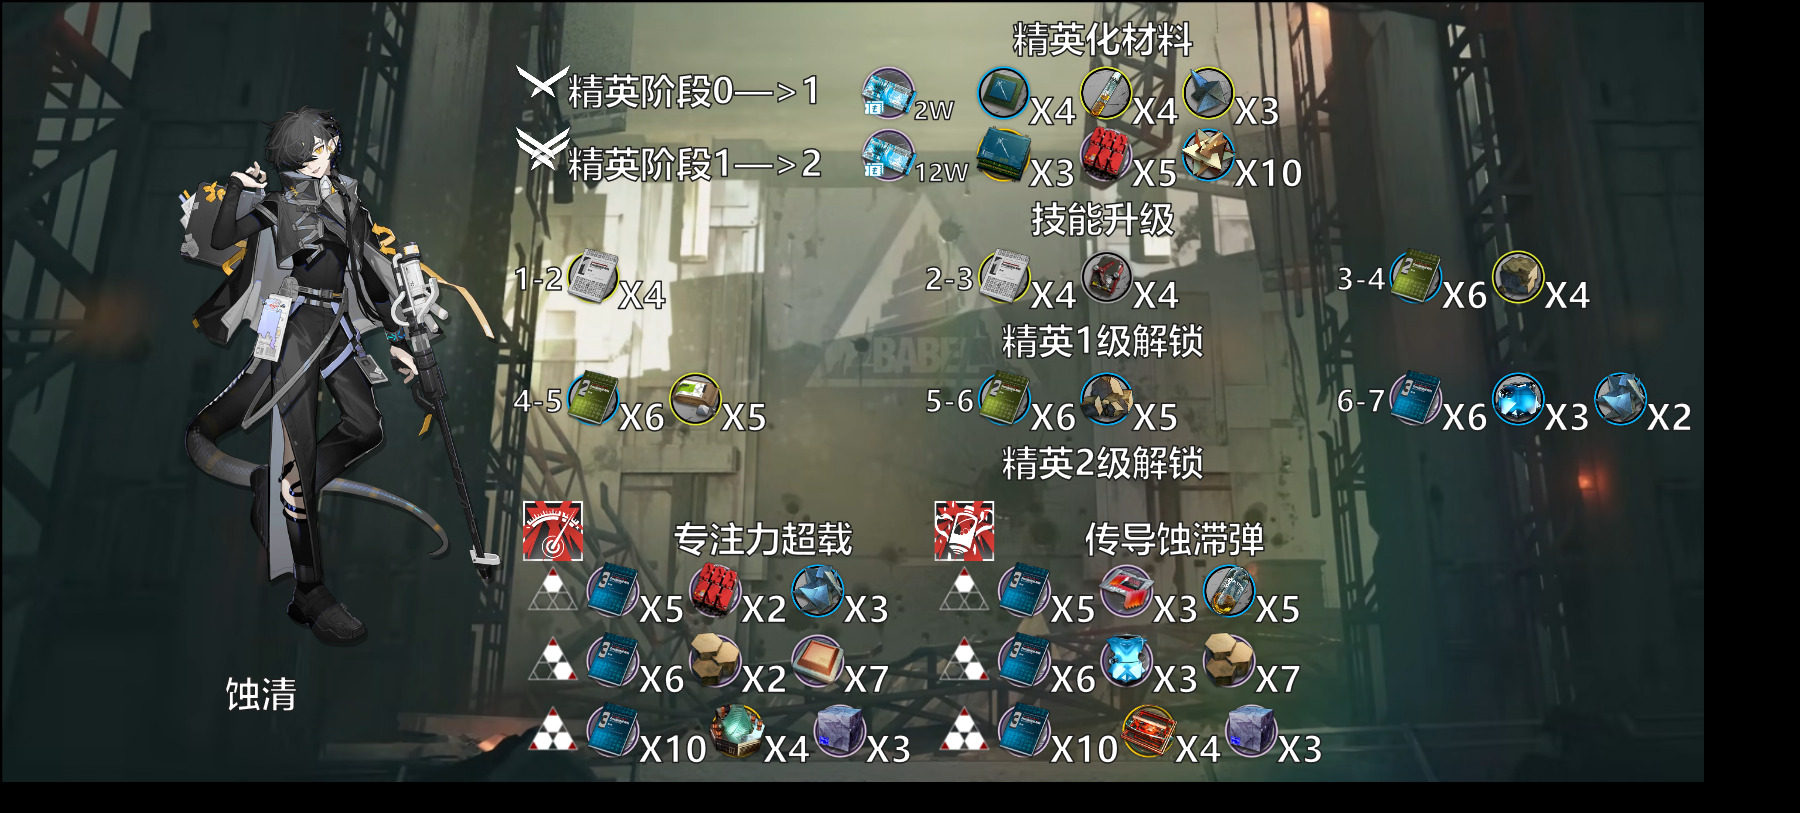 精英化材料
精英阶段0—>1 2W X4 X4 X3
精英阶段1—>2 12W X3 X5 X10
技能升级
1-2 X4 2-3 X4 X4 3-4 X6 X4
BABEL
精英1级解锁
4-5 X6 X5 5-6 X6 X5 6-7 X6 X3 X2
精英2级解锁
专注力超载 传导蚀滞弹
X5 X2 X3 X5 X3 X5
X6 X2 X7 X6 X3 X7
蚀清
X10 X4 X3 X10 X4 X3